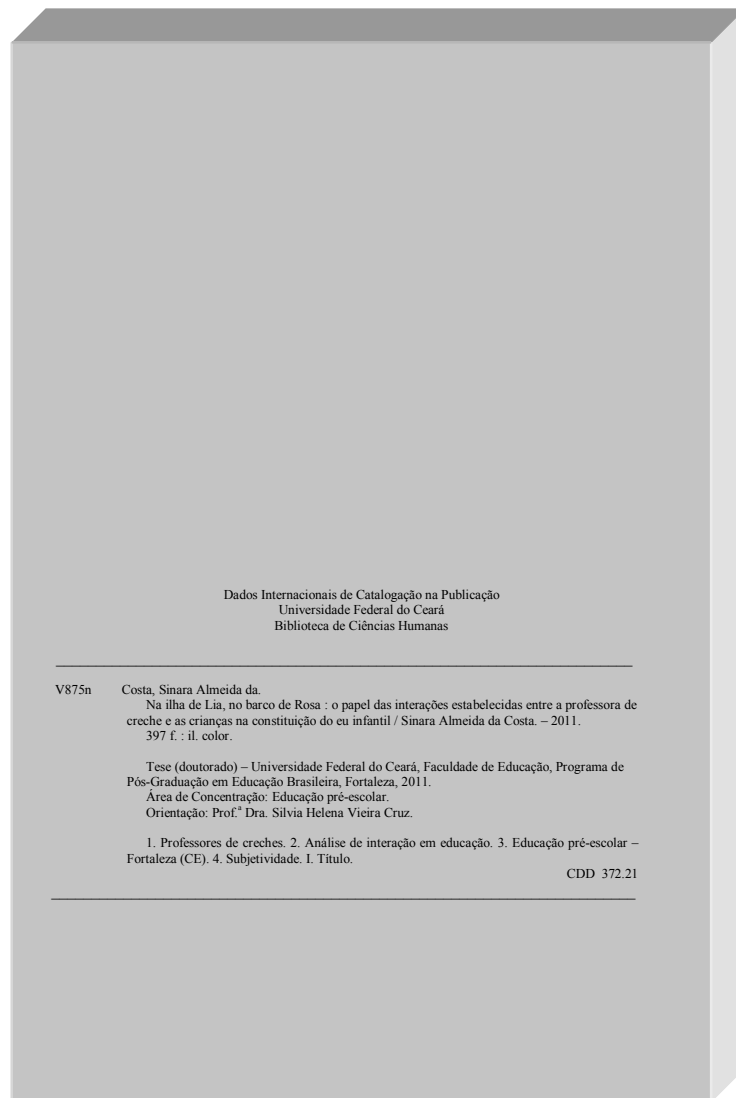 Dados Internacionais de Catalogação na Publicação
Universidade Federal do Ceará
Biblioteca de Ciências Humanas
V875n Costa, Sinara Almeida da.
Na ilha de Lia, no barco de Rosa : o papel das interações estabelecidas entre a professora de
creche e as crianças na constituição do eu infantil / Sinara Almeida da Costa. – 2011.
397 f. : il. color.
Tese (doutorado) – Universidade Federal do Ceará, Faculdade de Educação, Programa de
Pós-Graduação em Educação Brasileira, Fortaleza, 2011.
Área de Concentração: Educação pré-escolar.
Orientação: Prof.ª Dra. Silvia Helena Vieira Cruz.
1. Professores de creches. 2. Análise de interação em educação. 3. Educação pré-escolar –
Fortaleza (CE). 4. Subjetividade. I. Título.
CDD 372.21